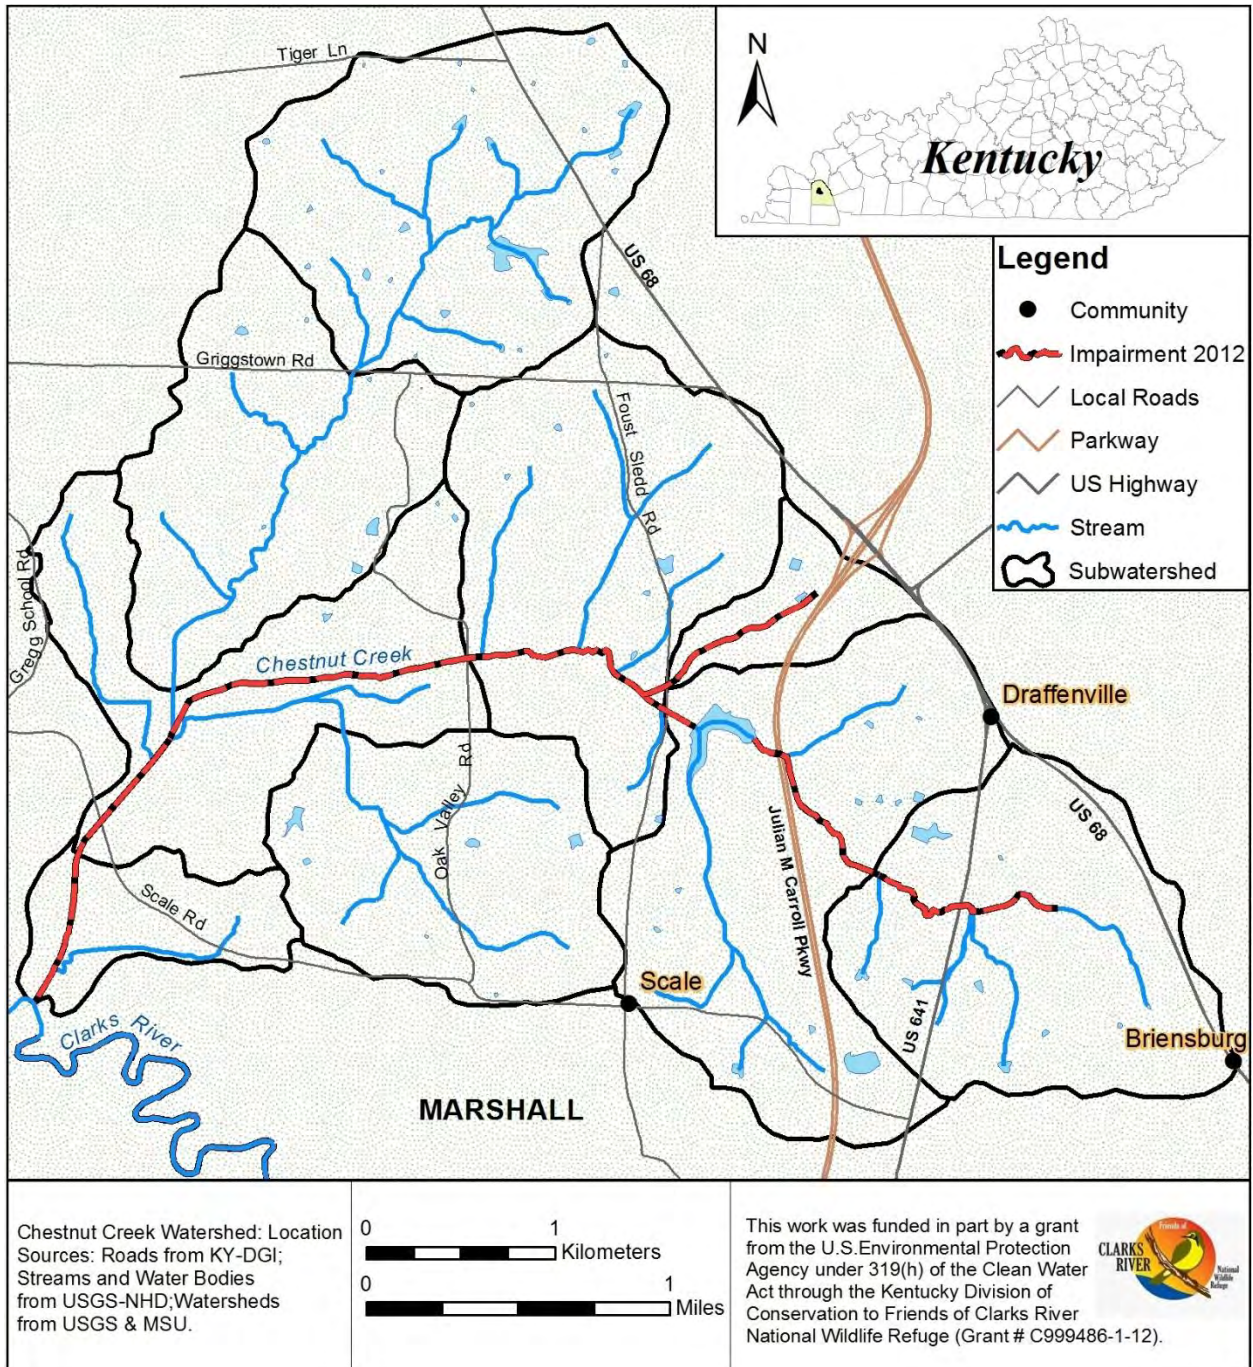 Tiger Ln
N
Kentucky
US 68
Legend
Community
Impairment 2012
Local Roads
Parkway
US Highway
Stream
Subwatershed
Griggstown Rd
Foust Sledd Rd
Gregg School Rd
Chestnut Creek
Draffenville
Oak Valley Rd
Julian M Carroll Pkwy
US 68
Scale Rd
Scale
US 641
Clarks River
Briensburg
MARSHALL
Chestnut Creek Watershed: Location
Sources: Roads from KY-DGI;
Streams and Water Bodies
from USGS-NHD;Watersheds
from USGS & MSU.
0 1
Kilometers
0 1
Miles
This work was funded in part by a grant
from the U.S.Environmental Protection
Agency under 319(h) of the Clean Water
Act through the Kentucky Division of
Conservation to Friends of Clarks River
National Wildlife Refuge (Grant # C999486-1-12).
Friends of
CLARKS
RIVER
National
Wildlife
Refuge